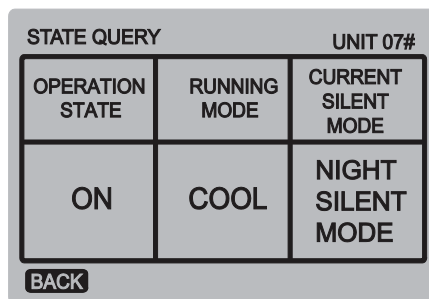 STATE QUERY UNIT 07#
OPERATION STATE RUNNING MODE CURRENT SILENT MODE
ON COOL NIGHT SILENT MODE
BACK